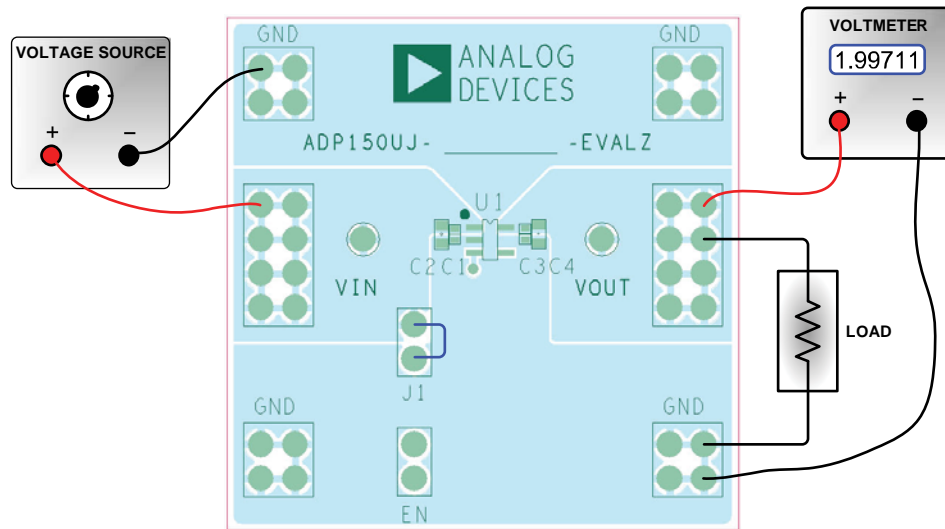 VOLTAGE SOURCE
+ –
GND
ANALOG
DEVICES
GND
VOLTMETER
1.99711
+ –
ADP150UJ-__________-EVALZ
U1
C2C1
C3C4
VIN
VOUT
LOAD
J1
GND
GND
EN